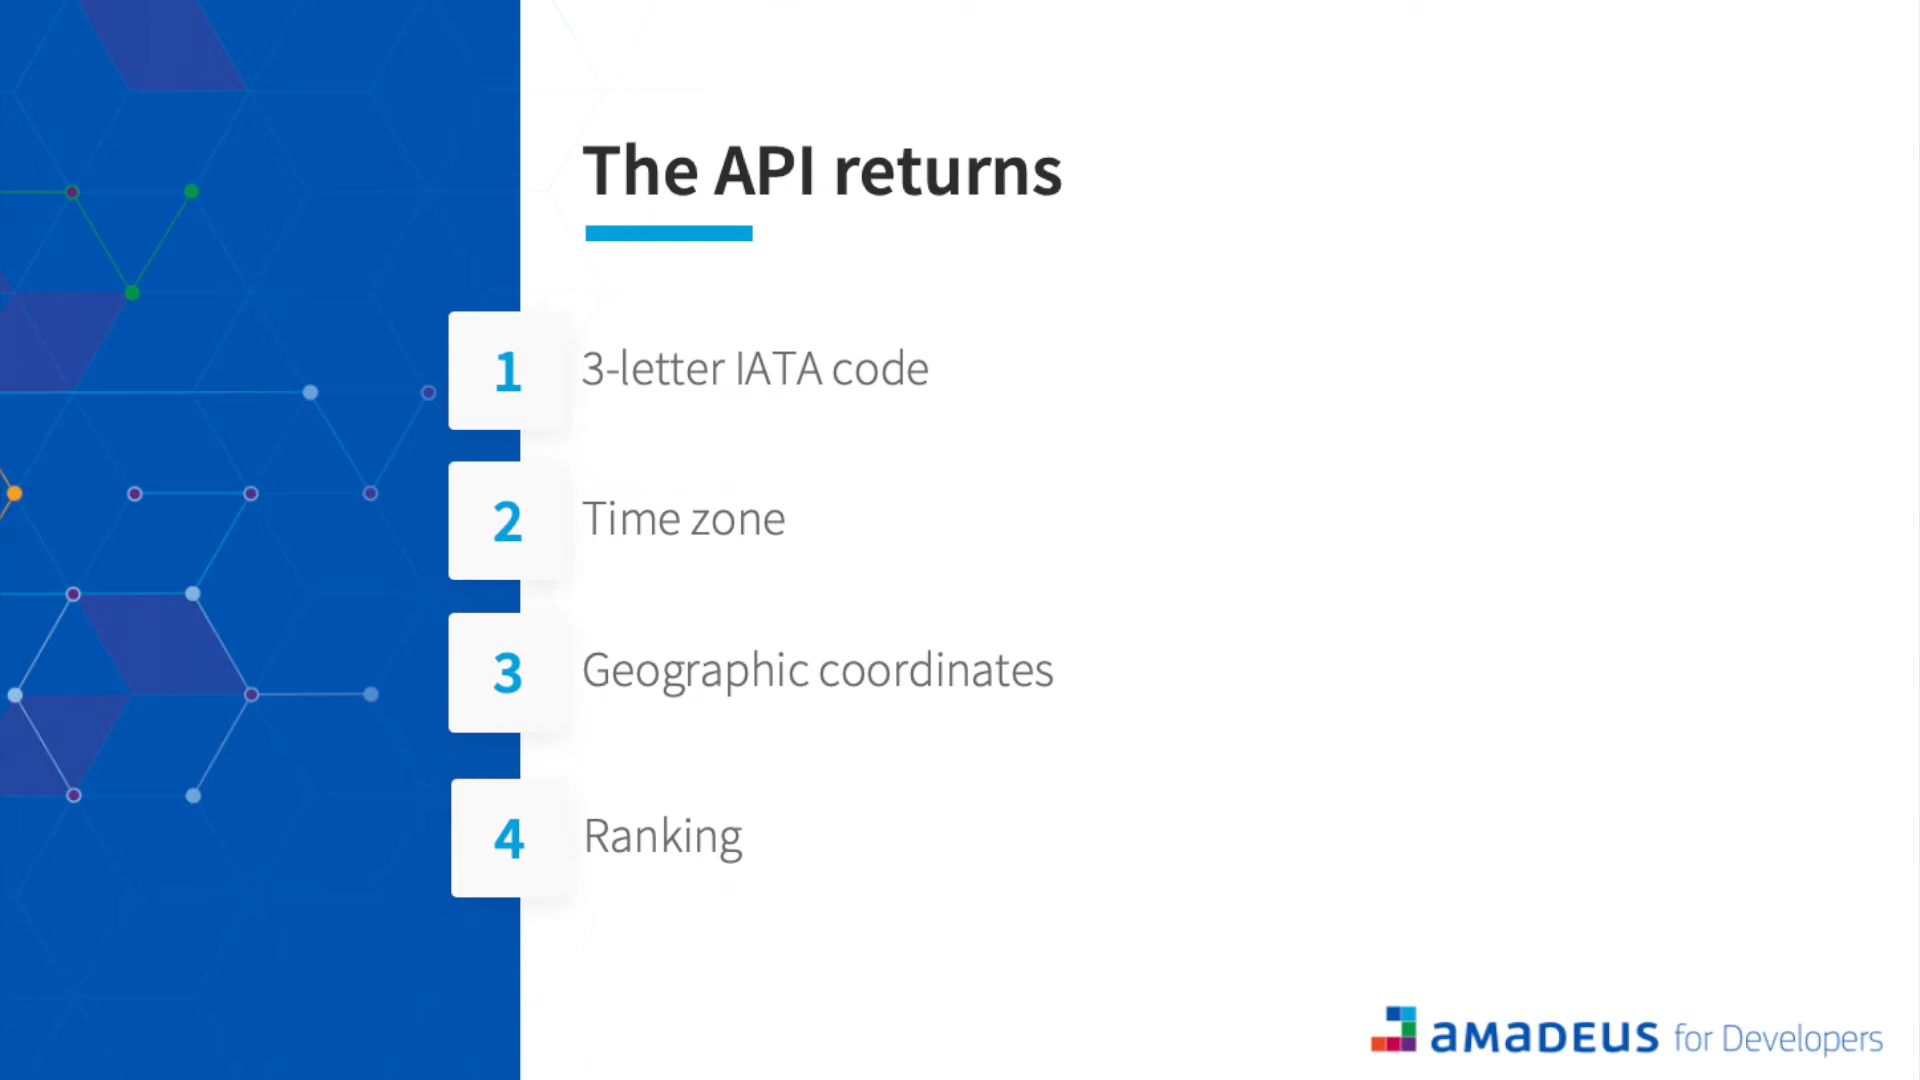 The API returns
1 3-letter IATA code
2 Time zone
3 Geographic coordinates
4 Ranking
amadeus for Developers